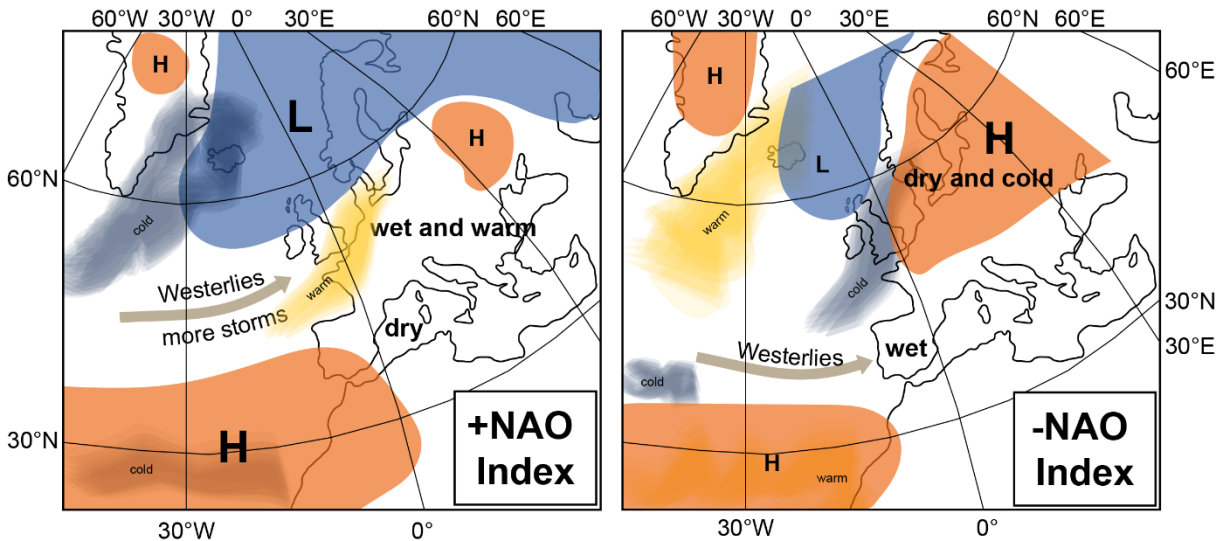 60°W 30°W 0° 30°E 60°N 60°E
60°W 30°W 0° 30°E 60°N 60°E
H
L
H
60°N
cold
wet and warm
Westerlies
warm
more storms
dry
30°N
H
cold
+NAO
Index
30°W 0°
H
60°E
L
H
dry and cold
warm
cold
30°N
30°E
Westerlies
wet
cold
H
warm
-NAO
Index
30°W 0°